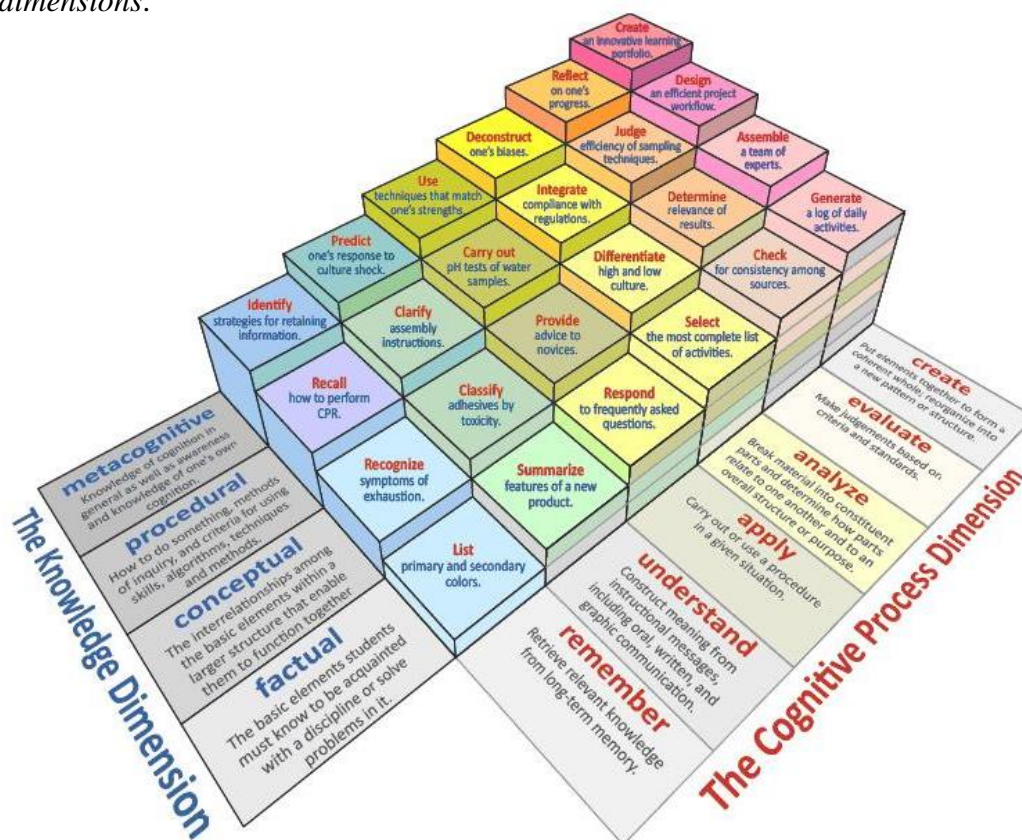 dimensions.
Create
an innovative learning
portfolio.
Reflect
on one's
progress.
Design
an efficient project
workflow.
Deconstruct
one's biases.
Judge
efficiency of sampling
techniques.
Assemble
a team of
experts.
Use
techniques that match
one's strengths.
Integrate
compliance with
regulations.
Determine
relevance of
results.
Generate
a log of daily
activities.
Predict
one's response to
culture shock.
Carry out
pH tests of water
samples.
Differentiate
high and low
culture.
Check
for consistency among
sources.
Identify
strategies for retaining
information.
Clarify
assembly
instructions.
Provide
advice to
novices.
Select
the most complete list
of activities.
Recall
how to perform
CPR.
Classify
adhesives by
toxicity.
Respond
to frequently asked
questions.
Recognize
symptoms of
exhaustion.
Summarize
features of a new
product.
List
primary and secondary
colors.
The Knowledge Dimension
metacognitive
Knowledge of cognition in
general as well as awareness
and knowledge of one's own
cognition.
procedural
How to do something, methods
of inquiry, and criteria for using
skills, algorithms, techniques
and methods.
conceptual
The interrelationships among
the basic elements within a
larger structure that enable
them to function together
factual
The basic elements students
must know to be acquainted
with a discipline or solve
problems in it.
The Cognitive Process Dimension
create
Put elements together to form a
coherent whole; reorganize into
a new pattern or structure.
evaluate
Make judgements based on
criteria and standards.
analyze
Break material into constituent
parts and determine how parts
relate to one another and to an
overall structure or purpose.
apply
Carry out or use a procedure
in a given situation.
understand
Construct meaning from
instructional messages,
including oral, written, and
graphic communication.
remember
Retrieve relevant knowledge
from long-term memory.